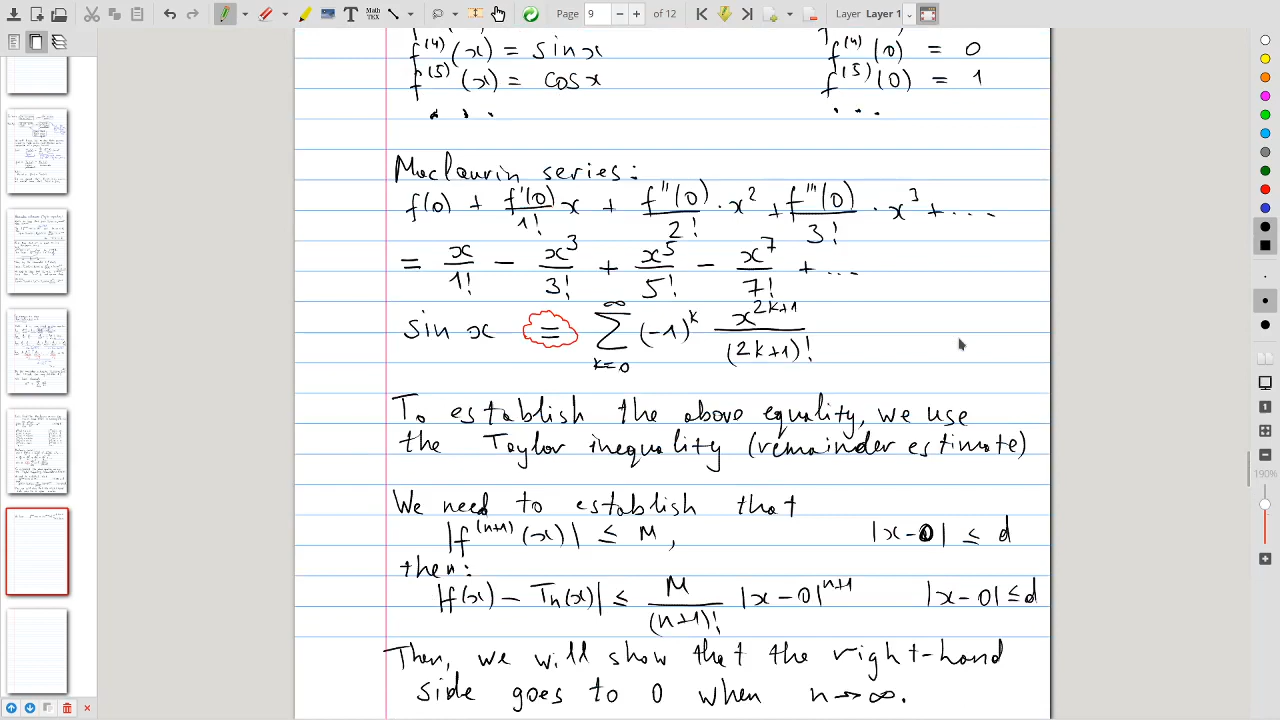 Math
TEX
Page 9 of 12
Layer Layer 1
f⁽⁴⁾(x) = sin x f⁽⁴⁾(0) = 0
f⁽⁵⁾(x) = cos x f⁽⁵⁾(0) = 1
... ...
Maclaurin series:
f(0) + f'(0)/1! x + f''(0)/2! · x² + f'''(0)/3! · x³ + ....
= x/1! − x³/3! + x⁵/5! − x⁷/7! + ...
sin x = ∑_{k=0}^{∞} (−1)^k x^{2k+1}/(2k+1)!
To establish the above equality, we use
the Taylor inequality (remainder estimate)
We need to establish that
|f⁽ⁿ⁺¹⁾(x)| ≤ M, |x−0| ≤ d
then:
|f(x) − Tn(x)| ≤ M/(n+1)! |x−0|ⁿ⁺¹ |x−0| ≤ d
Then, we will show that the right-hand
side goes to 0 when n → ∞.
190%